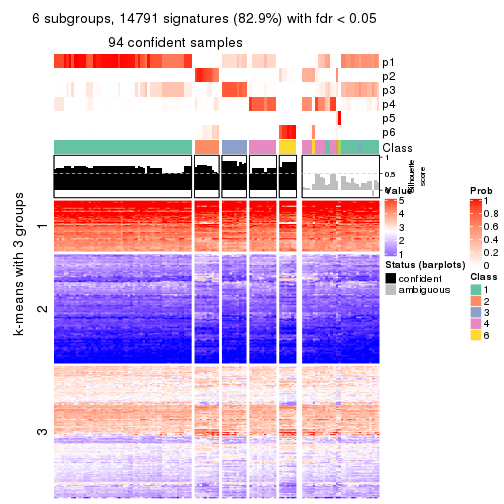 6 subgroups, 14791 signatures (82.9%) with fdr < 0.05
94 confident samples
p1
p2
p3
p4
p5
p6
Class
1
0.5
0
Silhouette
score
k-means with 3 groups
1
2
3
Value
5
4
3
2
1
Status (barplots)
confident
ambiguous
Prob
1
0.8
0.6
0.4
0.2
0
Class
1
2
3
4
6